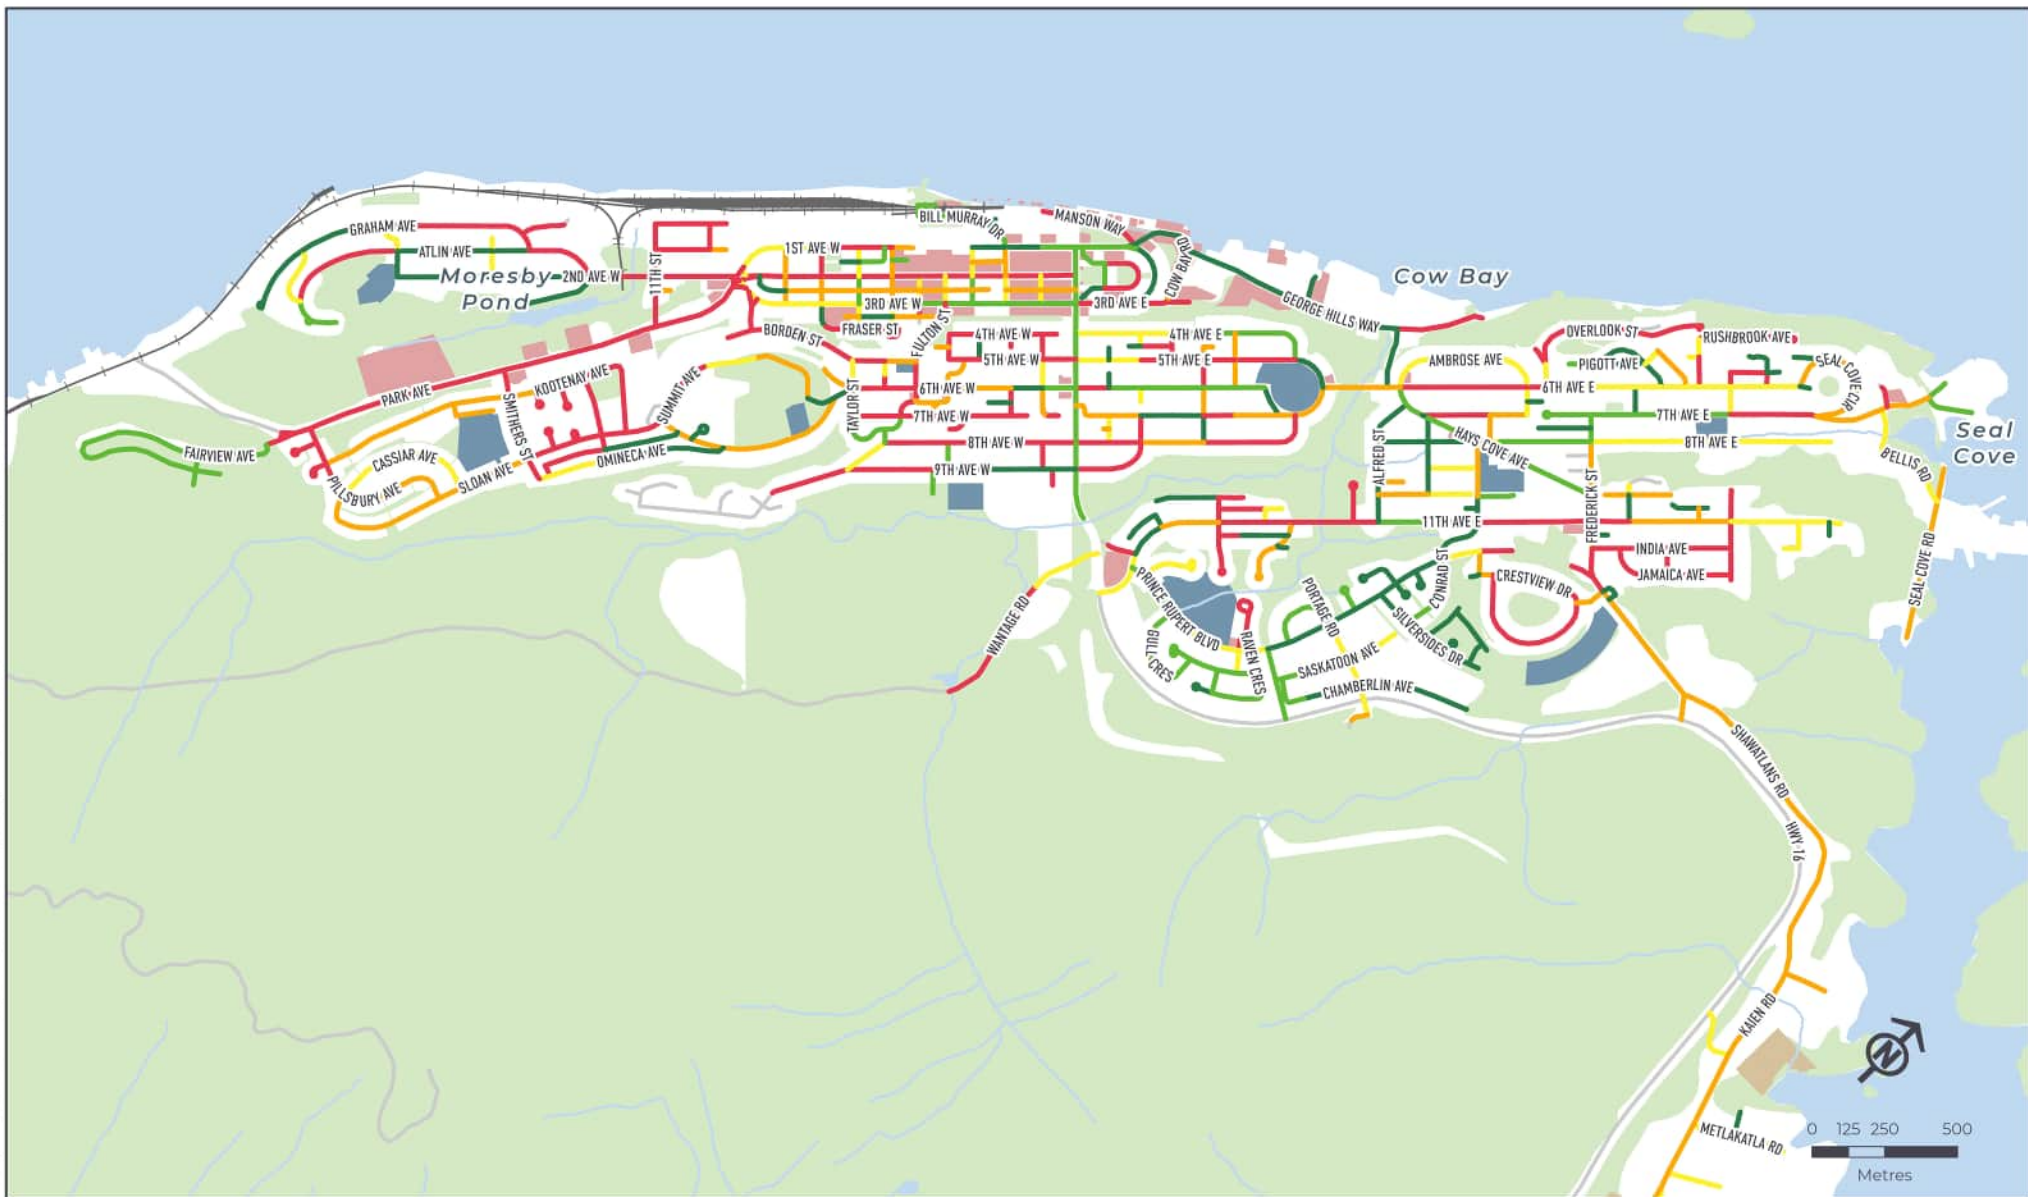 BILL MURRAY DR
MANSON WAY
GRAHAM AVE
1ST AVE W
COW BAY RD
ATLIN AVE
Moresby
Pond
2ND AVE W
11TH ST
Cow Bay
3RD AVE W
3RD AVE E
GEORGE HILLS WAY
BORDEN ST
FRASER ST
FULTON ST
4TH AVE W
4TH AVE E
OVERLOOK ST
RUSHBROOK AVE
5TH AVE W
5TH AVE E
AMBROSE AVE
PIGOTT AVE
SEAL COVE CIR
KOOTENAY AVE
PARK AVE
SUMMIT AVE
TAYLOR ST
6TH AVE W
6TH AVE E
SMITHERS ST
7TH AVE W
7TH AVE E
Seal
Cove
8TH AVE W
HAYS COVE AVE
8TH AVE E
FAIRVIEW AVE
CASSIAR AVE
OMINECA AVE
ALFRED ST
BELLIS RD
SLOAN AVE
9TH AVE W
PILLSBURY AVE
FREDERICK ST
11TH AVE E
INDIA AVE
JAMAICA AVE
SEAL COVE RD
CONRAD ST
CRESTVIEW DR
PRINCE RUPERT BLVD
PORTAGE RD
SILVERSIDES DR
WANTAGE RD
GULL CRES
RAVEN CRES
SASKATOON AVE
CHAMBERLIN AVE
SHAWATLANS RD
HWY 16
KAIEN RD
N
METLAKATLA RD
0 125 250 500
Metres